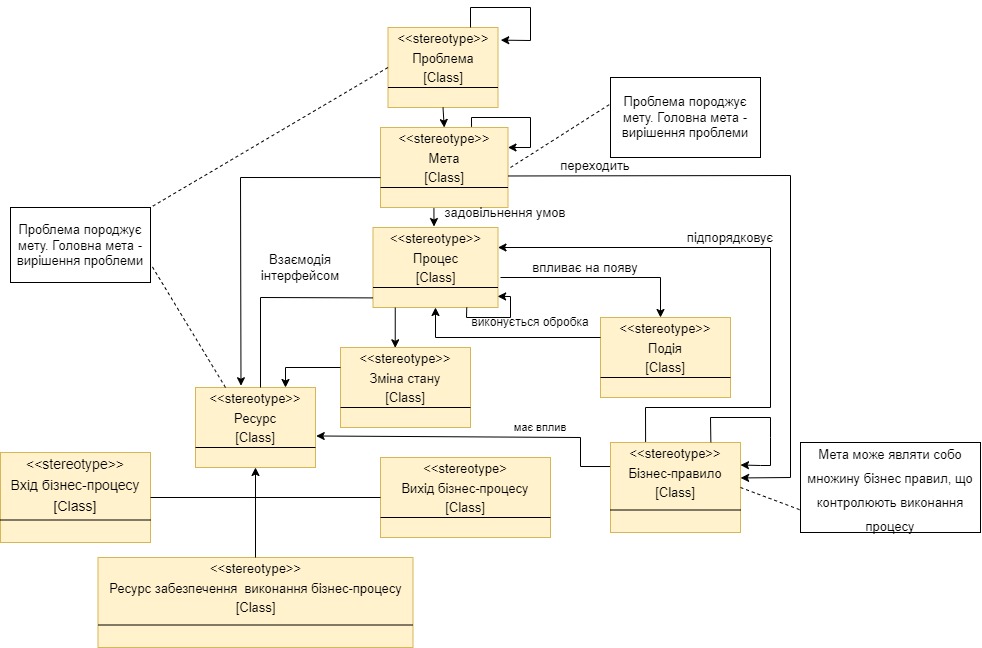 <<stereotype>>
Проблема
[Class]
Проблема породжує
мету. Головна мета -
вирішення проблеми
<<stereotype>>
Мета
[Class]
переходить
задовільнення умов
Проблема породжує
мету. Головна мета -
вирішення проблеми
<<stereotype>>
Процес
[Class]
підпорядковує
Взаємодія
інтерфейсом
впливає на появу
виконується обробка
<<stereotype>>
Подія
[Class]
<<stereotype>>
Зміна стану
[Class]
<<stereotype>>
Ресурс
[Class]
має вплив
<<stereotype>>
Бізнес-правило
[Class]
Мета може являти собо
множину бізнес правил, що
контролюють виконання
процесу
<<stereotype>>
Вхід бізнес-процесу
[Class]
<<stereotype>
Вихід бізнес-процесу
[Class]
<<stereotype>>
Ресурс забезпечення виконання бізнес-процесу
[Class]